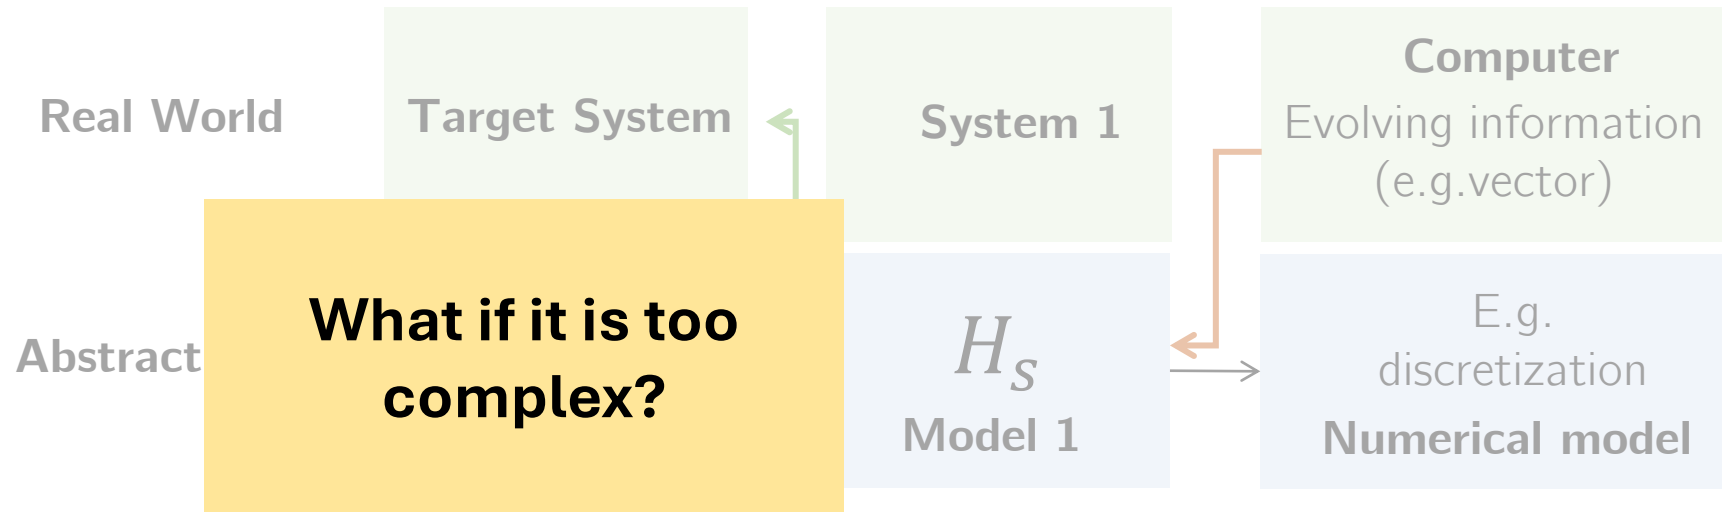 Real World
Target System
System 1
Computer
Evolving information
(e.g.vector)
Abstract
What if it is too
complex?
H_s
Model 1
E.g.
discretization
Numerical model